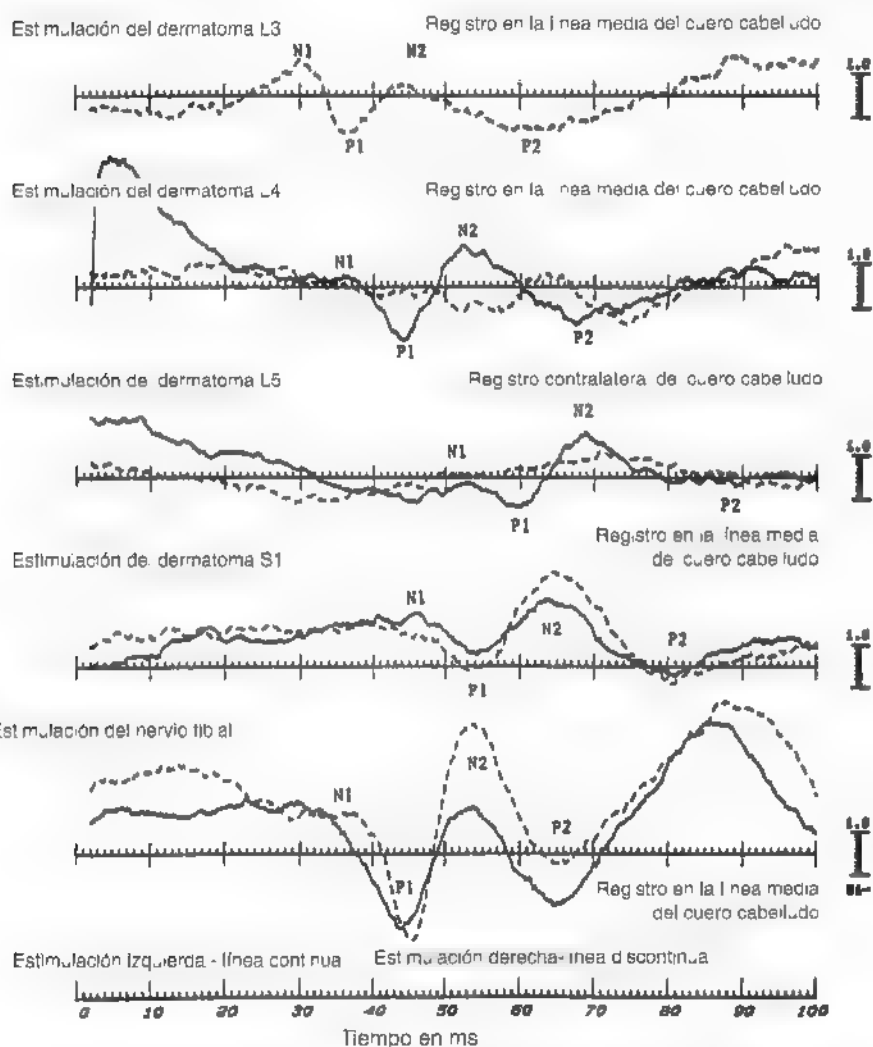 Estimulación del dermatoma L3 Registro en la línea media del cuero cabelludo
N1 N2
1.0
P1 P2
Estimulación del dermatoma L4 Registro en la línea media del cuero cabelludo
N2
N1
1.0
P1 P2
Estimulación de dermatoma L5 Registro contralatera de cuero cabelludo
N2
N1
1.0
P1 P2
Registro en la línea media
Estimulación de dermatoma S1 de cuero cabelludo
N1
N2 P2
1.0
P1
Estimulación del nervio tibial
N2
N1
P2
1.0
P1
Registro en la línea media
del cuero cabelludo
Estimulación izquierda - línea continua Estimulación derecha- línea discontinua
0 10 20 30 40 50 60 70 80 90 100
Tiempo en ms